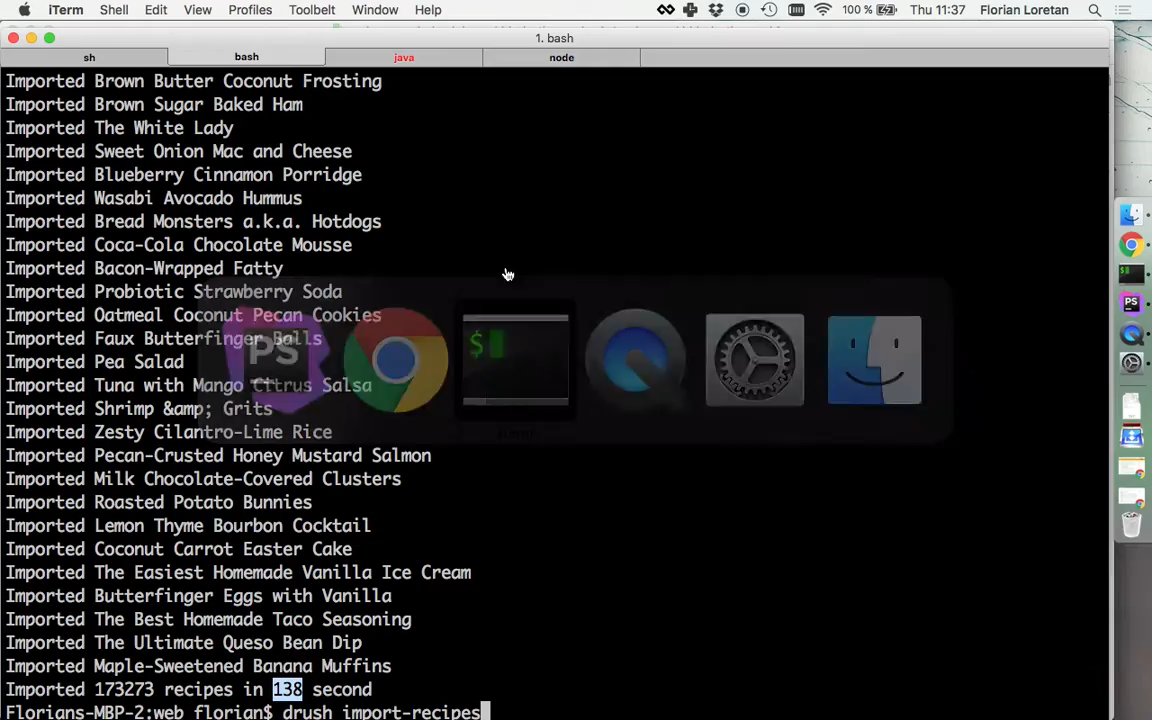 iTerm Shell Edit View Profiles Toolbelt Window Help 100 % Thu 11:37 Florian Loretan
1. bash
sh bash java node
Imported Brown Butter Coconut Frosting
Imported Brown Sugar Baked Ham
Imported The White Lady
Imported Sweet Onion Mac and Cheese
Imported Blueberry Cinnamon Porridge
Imported Wasabi Avocado Hummus
Imported Bread Monsters a.k.a. Hotdogs
Imported Coca-Cola Chocolate Mousse
Imported Bacon-Wrapped Fatty
Imported Probiotic Strawberry Soda
Imported Oatmeal Coconut Pecan Cookies
Imported Faux Butterfinger Balls
Imported Pea Salad
Imported Tuna with Mango Citrus Salsa
Imported Shrimp &amp; Grits
Imported Zesty Cilantro-Lime Rice
Imported Pecan-Crusted Honey Mustard Salmon
Imported Milk Chocolate-Covered Clusters
Imported Roasted Potato Bunnies
Imported Lemon Thyme Bourbon Cocktail
Imported Coconut Carrot Easter Cake
Imported The Easiest Homemade Vanilla Ice Cream
Imported Butterfinger Eggs with Vanilla
Imported The Best Homemade Taco Seasoning
Imported The Ultimate Queso Bean Dip
Imported Maple-Sweetened Banana Muffins
Imported 173273 recipes in 138 second
Florians-MBP-2:web florian$ drush import-recipes
PS
$
PS